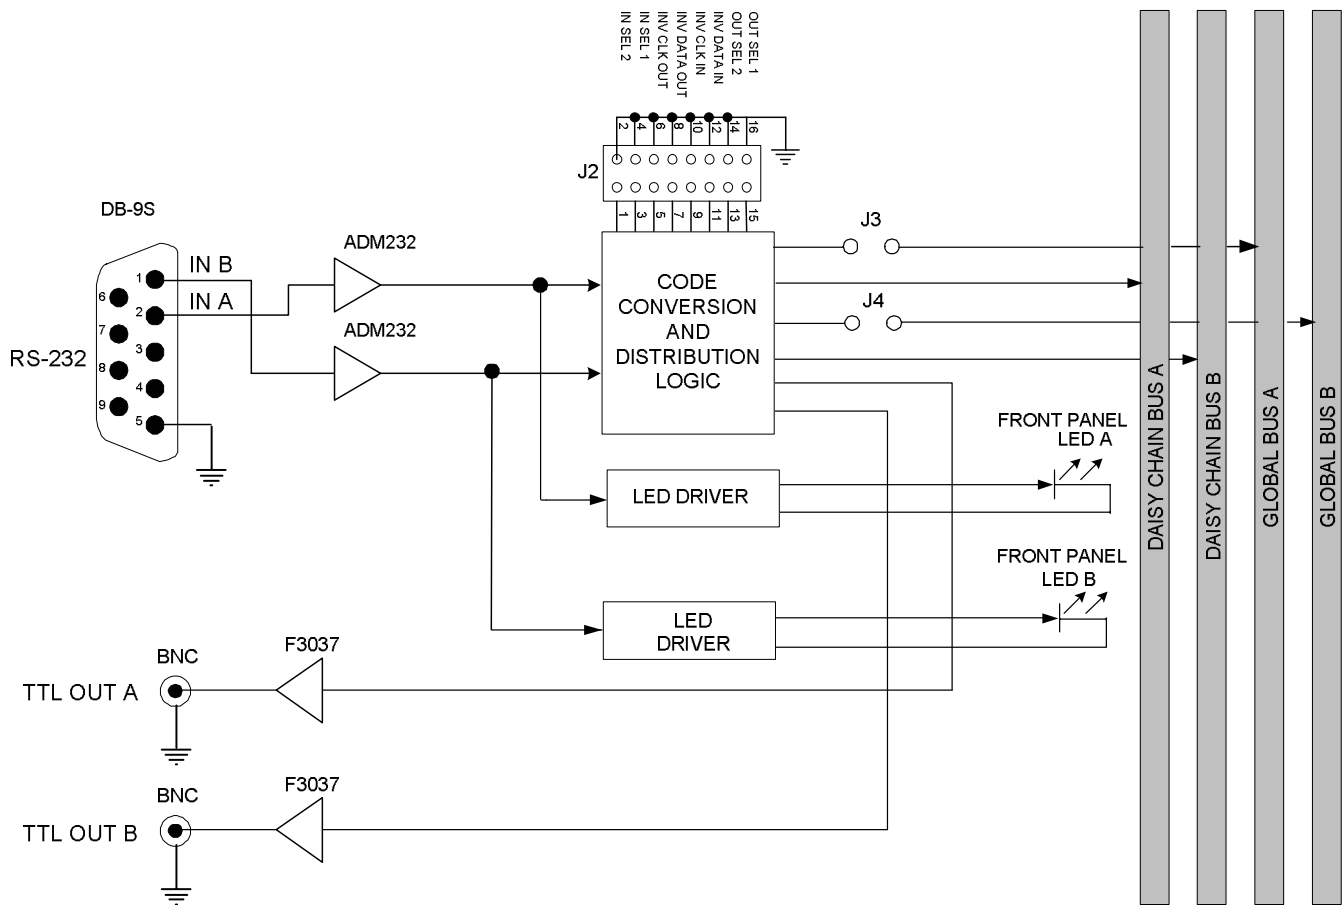 IN SEL 2
IN SEL 1
INV CLK OUT
INV DATA OUT
INV CLK IN
INV DATA IN
OUT SEL 2
OUT SEL 1
2
4
6
8
10
12
14
16
J2
1
3
5
7
9
11
13
15
DB-9S
RS-232
1
2
3
4
5
6
7
8
9
IN B
IN A
ADM232
ADM232
CODE
CONVERSION
AND
DISTRIBUTION
LOGIC
J3
J4
LED DRIVER
LED
DRIVER
FRONT PANEL
LED A
FRONT PANEL
LED B
DAISY CHAIN BUS A
DAISY CHAIN BUS B
GLOBAL BUS A
GLOBAL BUS B
TTL OUT A
BNC
F3037
TTL OUT B
BNC
F3037